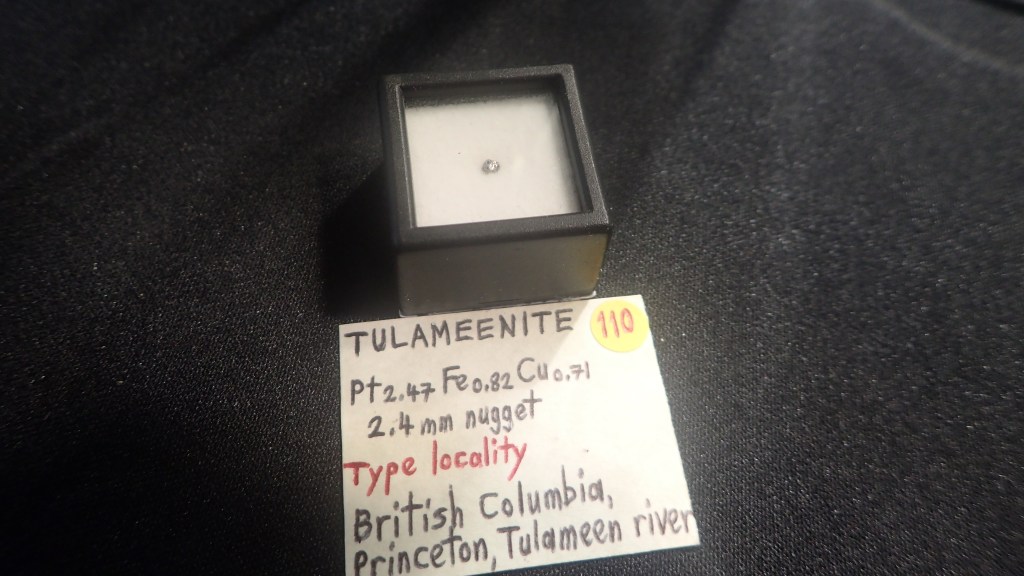 TULAMEENITE 110
Pt2.47 Fe0.82 Cu0.71
2.4 mm nugget
Type locality
British Columbia,
Princeton, Tulameen river